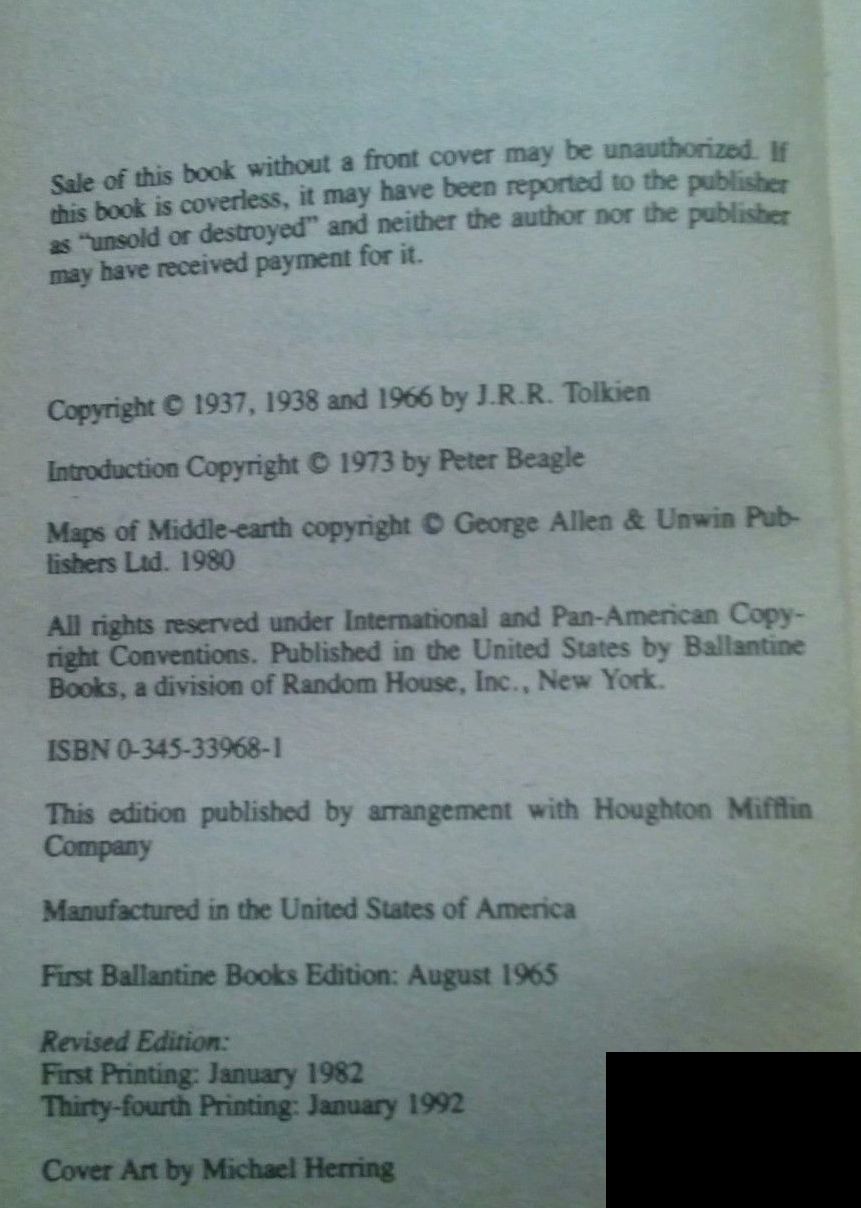 Sale of this book without a front cover may be unauthorized. If
this book is coverless, it may have been reported to the publisher
as “unsold or destroyed” and neither the author nor the publisher
may have received payment for it.
Copyright © 1937, 1938 and 1966 by J.R.R. Tolkien
Introduction Copyright © 1973 by Peter Beagle
Maps of Middle-earth copyright © George Allen & Unwin Pub-
lishers Ltd. 1980
All rights reserved under International and Pan-American Copy-
right Conventions. Published in the United States by Ballantine
Books, a division of Random House, Inc., New York.
ISBN 0-345-33968-1
This edition published by arrangement with Houghton Mifflin
Company
Manufactured in the United States of America
First Ballantine Books Edition: August 1965
Revised Edition:
First Printing: January 1982
Thirty-fourth Printing: January 1992
Cover Art by Michael Herring